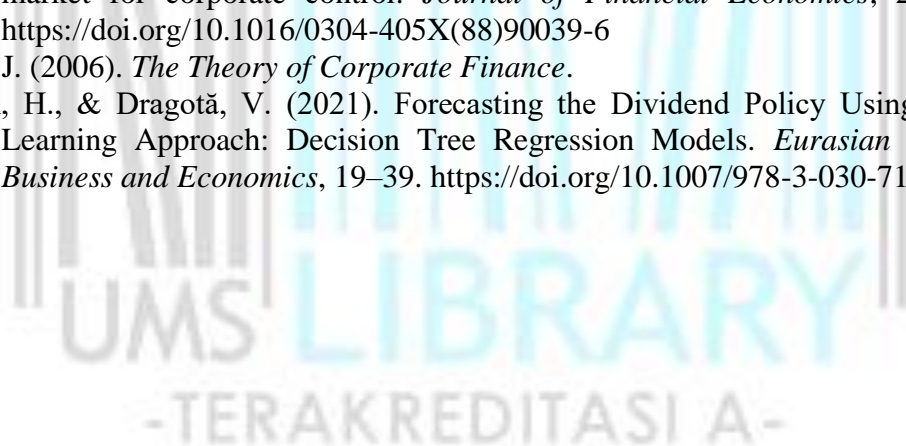 market for corporate control. Journal of Financial Economics, 2
https://doi.org/10.1016/0304-405X(88)90039-6
J. (2006). The Theory of Corporate Finance.
, H., & Dragotă, V. (2021). Forecasting the Dividend Policy Using
Learning Approach: Decision Tree Regression Models. Eurasian
Business and Economics, 19–39. https://doi.org/10.1007/978-3-030-71
UMS LIBRARY
-TERAKREDITASI A-